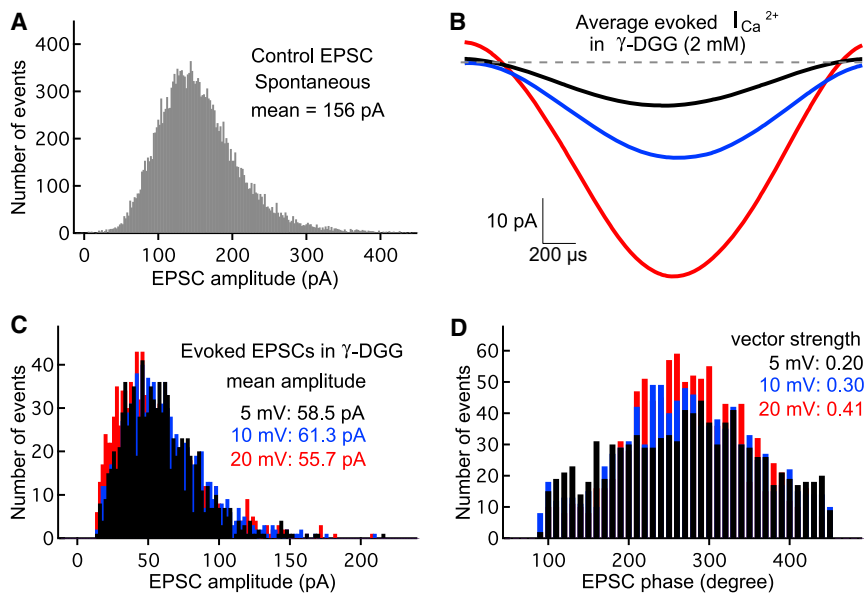 A
Number of events
400
300
200
100
0
Control EPSC
Spontaneous
mean = 156 pA
100
200
300
400
EPSC amplitude (pA)
B
Average evoked I Ca 2+
in γ-DGG (2 mM)
10 pA
200 µs
C
Number of events
40
30
20
10
0
Evoked EPSCs in γ-DGG
mean amplitude
5 mV: 58.5 pA
10 mV: 61.3 pA
20 mV: 55.7 pA
0
50
100
150
200
EPSC amplitude (pA)
D
Number of events
60
50
40
30
20
10
0
vector strength
5 mV: 0.20
10 mV: 0.30
20 mV: 0.41
100
200
300
400
EPSC phase (degree)